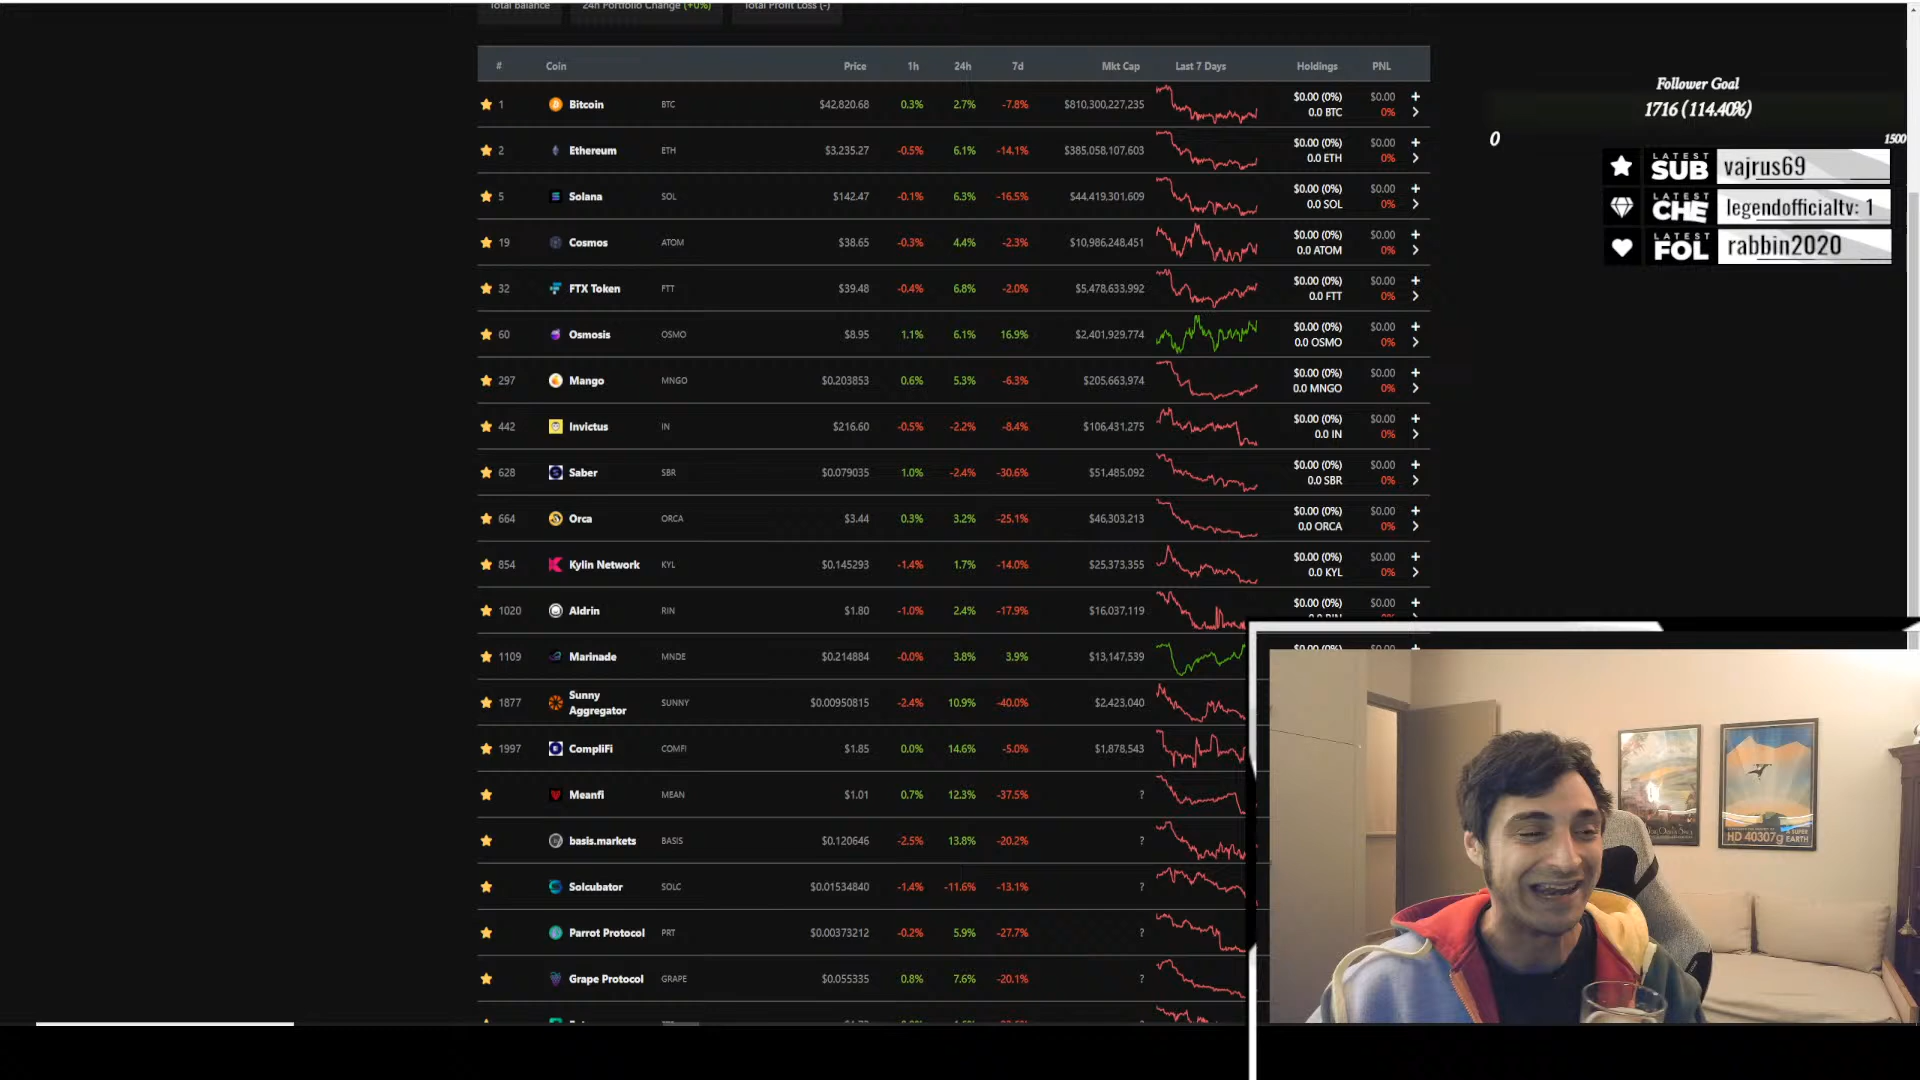 Total Balance 24h Portfolio Change (+0%) Total Profit Loss (-)
# Coin Price 1h 24h 7d Mkt Cap Last 7 Days Holdings PNL
1 Bitcoin BTC $42,820.68 0.3% 2.7% -7.8% $810,300,227,235 $0.00 (0%) $0.00 +
0.0 BTC 0% >
2 Ethereum ETH $3,235.27 -0.5% 6.1% -14.1% $385,058,107,603 $0.00 (0%) $0.00 +
0.0 ETH 0% >
5 Solana SOL $142.47 -0.1% 6.3% -16.5% $44,419,301,609 $0.00 (0%) $0.00 +
0.0 SOL 0% >
19 Cosmos ATOM $38.65 -0.3% 4.4% -2.3% $10,986,248,451 $0.00 (0%) $0.00 +
0.0 ATOM 0% >
32 FTX Token FTT $39.48 -0.4% 6.8% -2.0% $5,478,633,992 $0.00 (0%) $0.00 +
0.0 FTT 0% >
60 Osmosis OSMO $8.95 1.1% 6.1% 16.9% $2,401,929,774 $0.00 (0%) $0.00 +
0.0 OSMO 0% >
297 Mango MNGO $0.203853 0.6% 5.3% -6.3% $205,663,974 $0.00 (0%) $0.00 +
0.0 MNGO 0% >
442 Invictus IN $216.60 -0.5% -2.2% -8.4% $106,431,275 $0.00 (0%) $0.00 +
0.0 IN 0% >
628 Saber SBR $0.079035 1.0% -2.4% -30.6% $51,485,092 $0.00 (0%) $0.00 +
0.0 SBR 0% >
664 Orca ORCA $3.44 0.3% 3.2% -25.1% $46,303,213 $0.00 (0%) $0.00 +
0.0 ORCA 0% >
854 Kylin Network KYL $0.145293 -1.4% 1.7% -14.0% $25,373,355 $0.00 (0%) $0.00 +
0.0 KYL 0% >
1020 Aldrin RIN $1.80 -1.0% 2.4% -17.9% $16,037,119 $0.00 (0%) $0.00 +
1109 Marinade MNDE $0.214884 -0.0% 3.8% 3.9% $13,147,539
1877 Sunny Aggregator SUNNY $0.00950815 -2.4% 10.9% -40.0% $2,423,040
1997 CompliFi COMFI $1.85 0.0% 14.6% -5.0% $1,878,543
Meanfi MEAN $1.01 0.7% 12.3% -37.5% ?
basis.markets BASIS $0.120646 -2.5% 13.8% -20.2% ?
Solcubator SOLC $0.01534840 -1.4% -11.6% -13.1% ?
Parrot Protocol PRT $0.00373212 -0.2% 5.9% -27.7% ?
Grape Protocol GRAPE $0.055335 0.8% 7.6% -20.1% ?
Follower Goal
1716 (114.40%)
0 1500
LATEST SUB vajrus69
LATEST CHE legendofficialtv: 1
LATEST FOL rabbin2020
HD 40307g